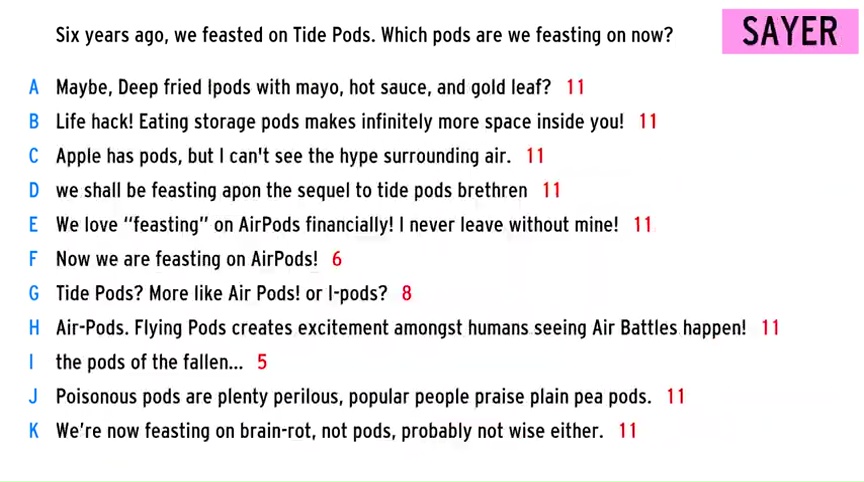 Six years ago, we feasted on Tide Pods. Which pods are we feasting on now?
SAYER
A Maybe, Deep fried Ipods with mayo, hot sauce, and gold leaf? 11
B Life hack! Eating storage pods makes infinitely more space inside you! 11
C Apple has pods, but I can't see the hype surrounding air. 11
D we shall be feasting apon the sequel to tide pods brethren 11
E We love “feasting” on AirPods financially! I never leave without mine! 11
F Now we are feasting on AirPods! 6
G Tide Pods? More like Air Pods! or I-pods? 8
H Air-Pods. Flying Pods creates excitement amongst humans seeing Air Battles happen! 11
I the pods of the fallen... 5
J Poisonous pods are plenty perilous, popular people praise plain pea pods. 11
K We're now feasting on brain-rot, not pods, probably not wise either. 11